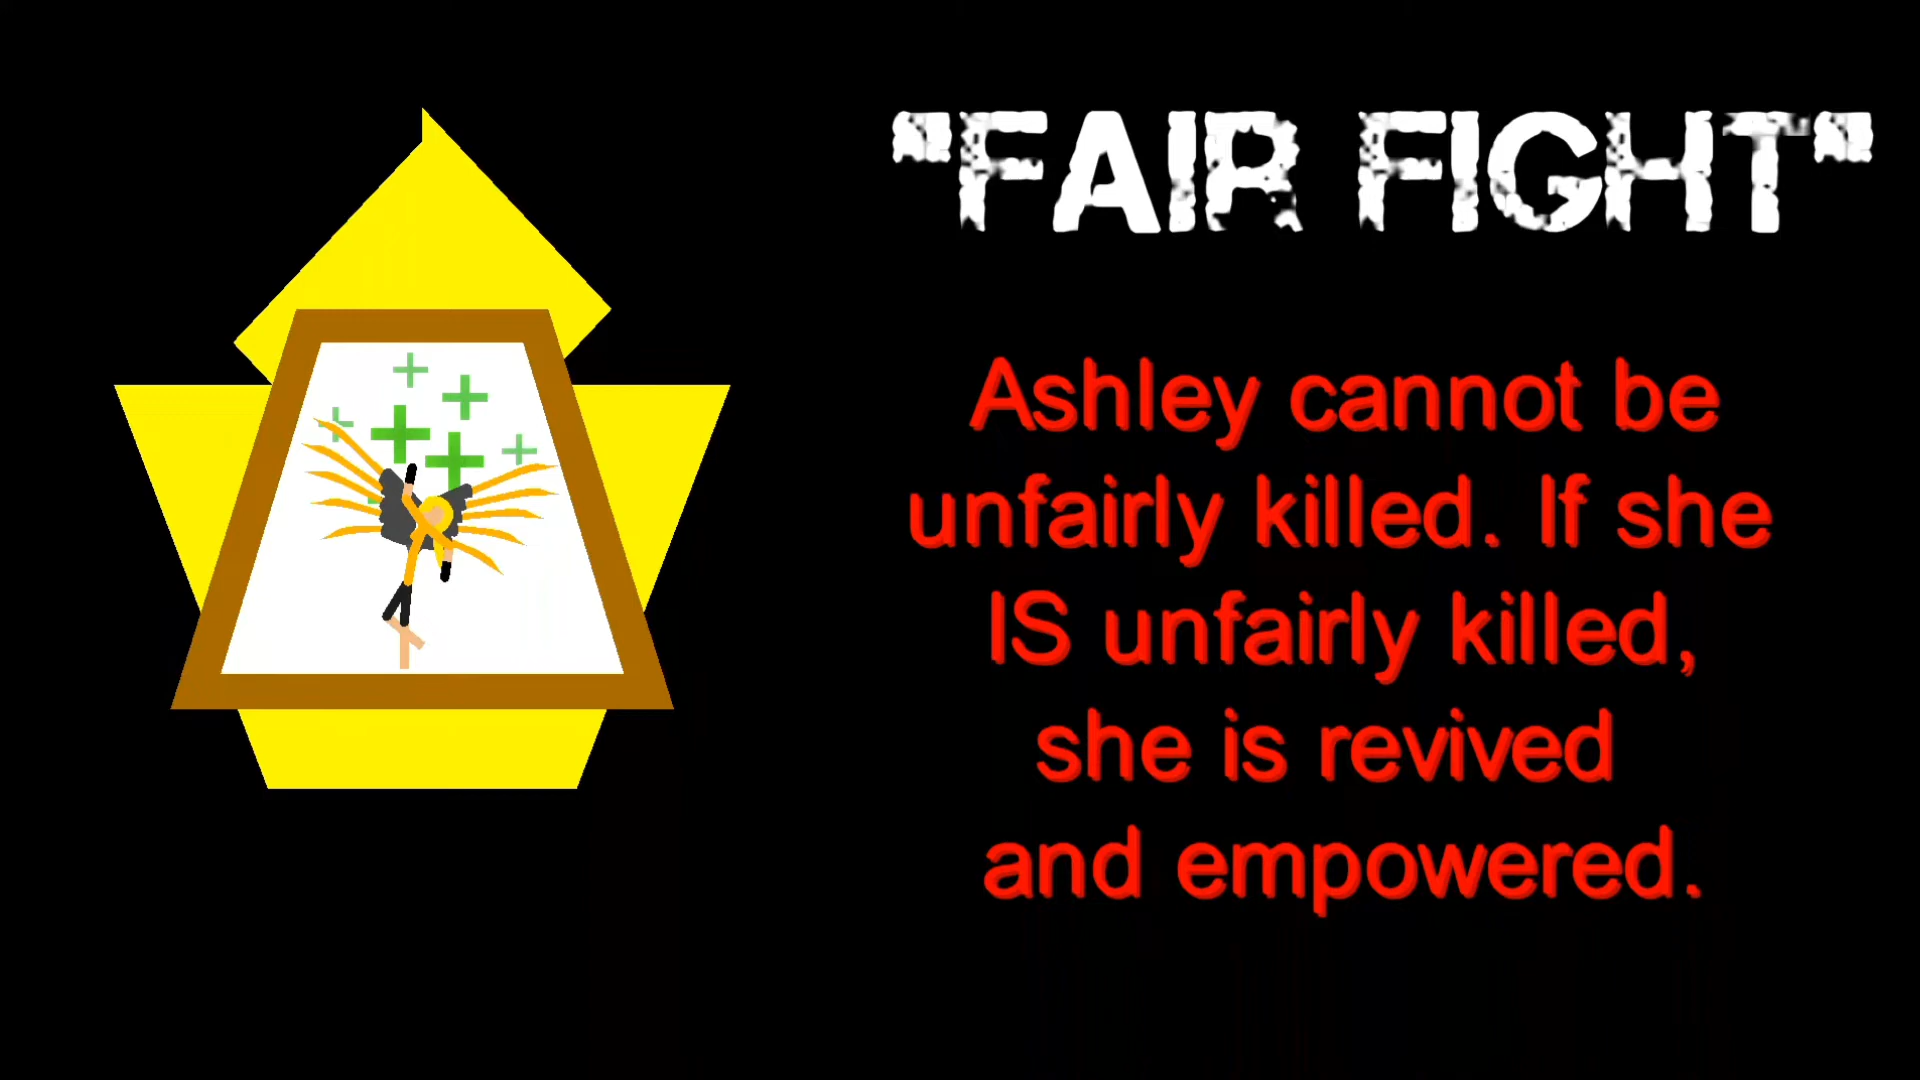 "FAIR FIGHT"
Ashley cannot be
unfairly killed. If she
IS unfairly killed,
she is revived
and empowered.